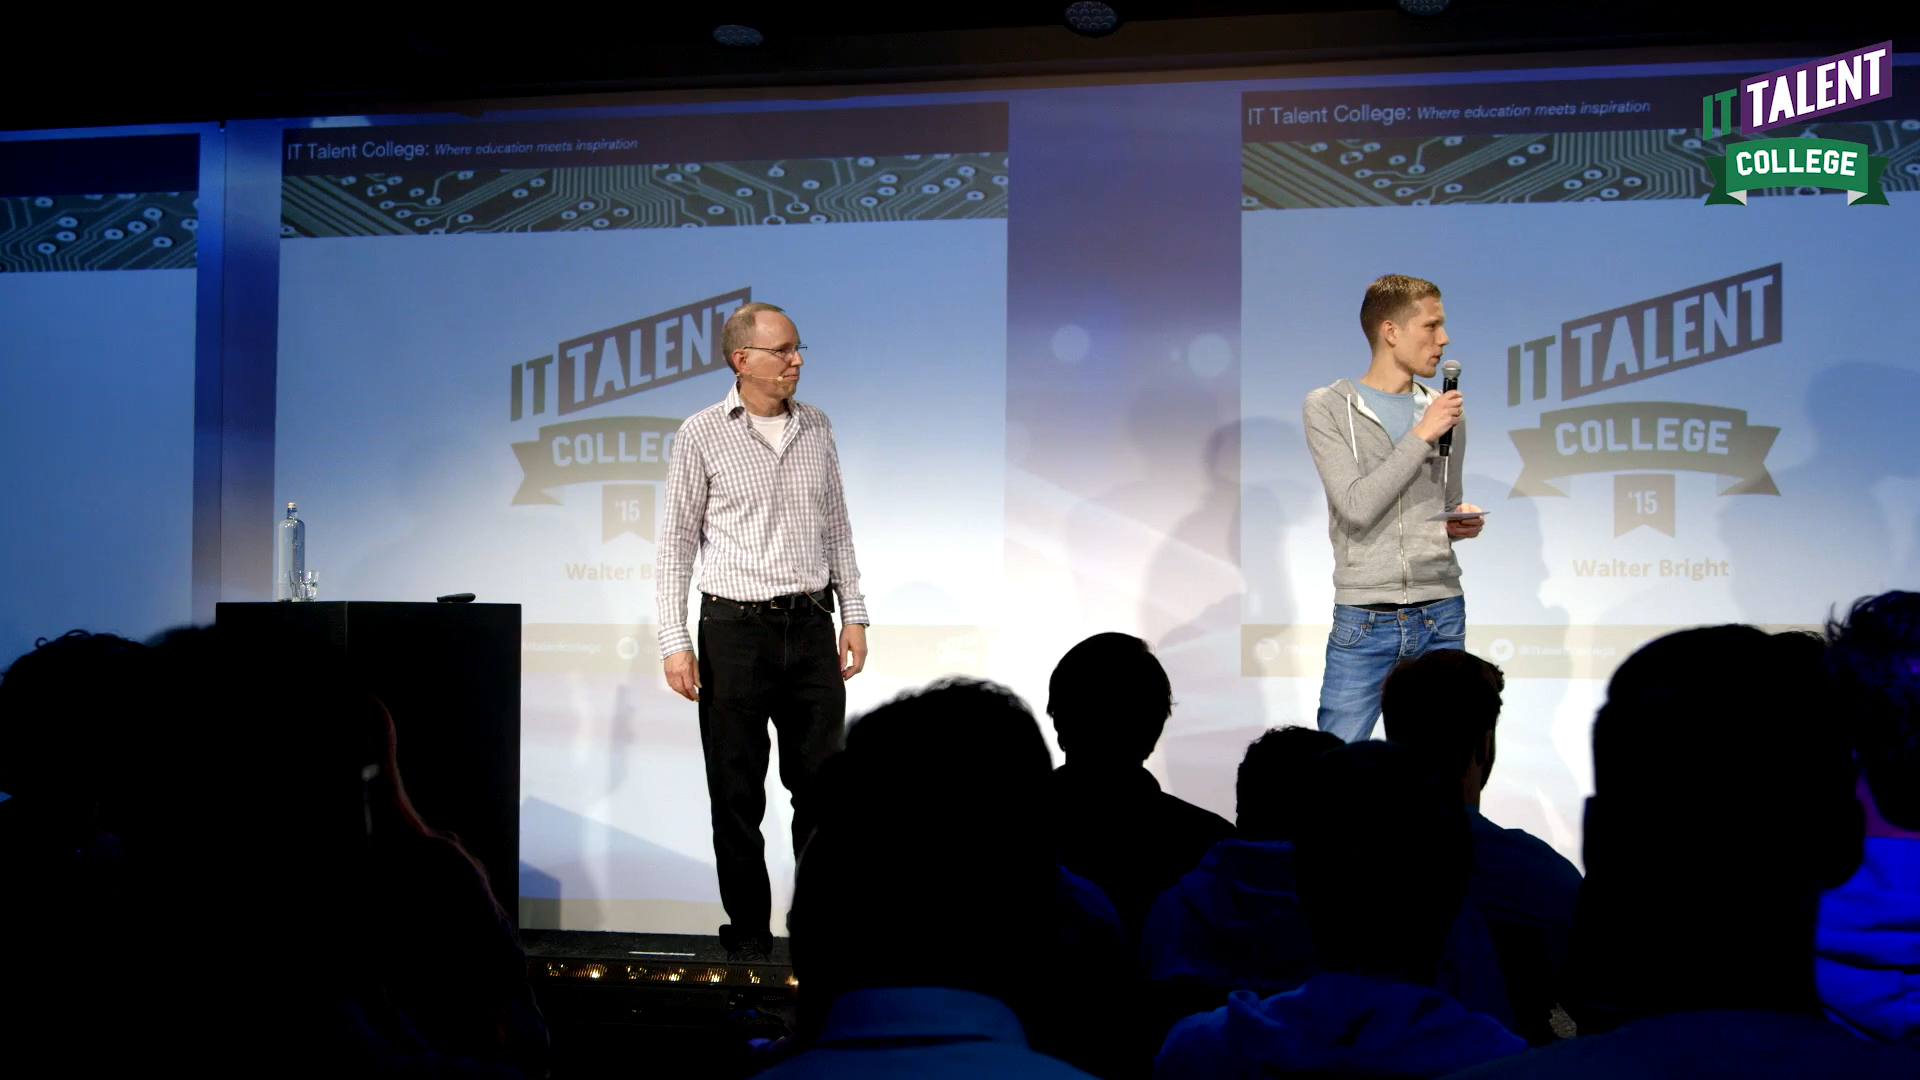 IT Talent College: Where education meets inspiration
IT TALENT
COLLEG
'15
Walter B
IT Talent College: Where education meets inspiration
IT TALENT
COLLEGE
'15
Walter Bright
IT TALENT
COLLEGE